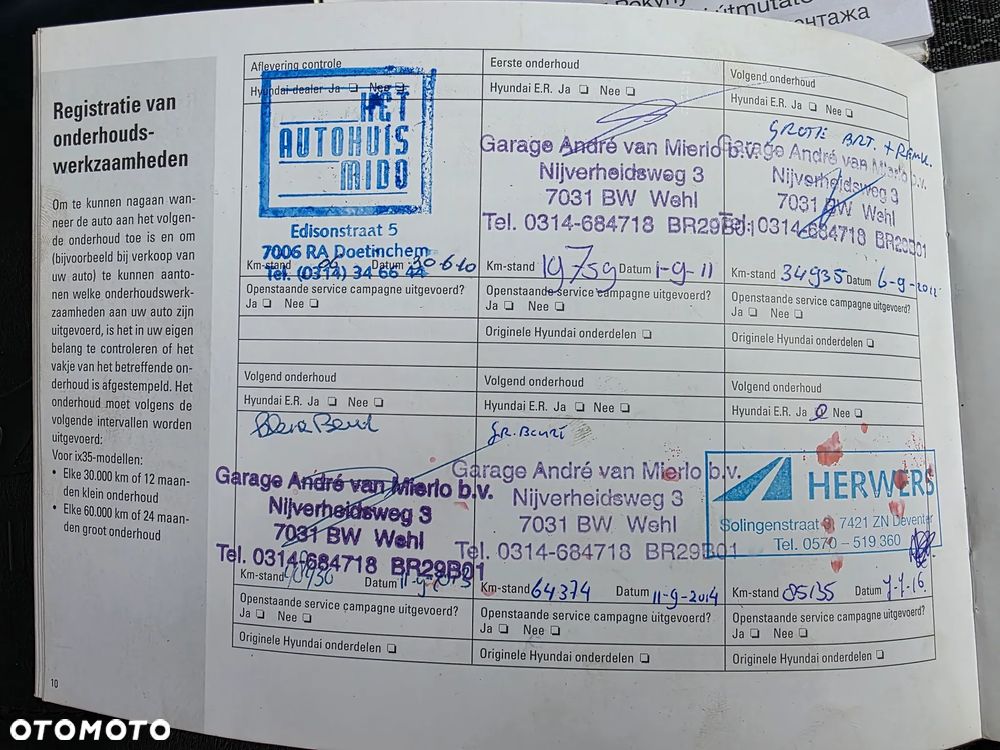 útmutató
онтажа
Registratie van
onderhouds-
werkzaamheden
Om te kunnen nagaan wan-
neer de auto aan het volgen-
de onderhoud toe is en om
(bijvoorbeeld bij verkoop van
uw auto) te kunnen aanto-
nen welke onderhoudswerk-
zaamheden aan uw auto zijn
uitgevoerd, is het in uw eigen
belang te controleren of het
vakje van het betreffende on-
derhoud is afgestempeld. Het
onderhoud moet volgens de
volgende intervallen worden
uitgevoerd:
Voor ix35-modellen:
• Elke 30.000 km of 12 maan-
den klein onderhoud
• Elke 60.000 km of 24 maan-
den groot onderhoud
10
Aflevering controle
Hyundai-dealer Ja ☐ Nee ☐
HET
AUTOHUIS
MIDO
Edisonstraat 5
7006 RA Doetinchem
Tel. (0314) 34 66 44
Km-stand Datum 20-6-10
Openstaande service campagne uitgevoerd?
Ja ☐ Nee ☐
Eerste onderhoud
Hyundai E.R. Ja ☐ Nee ☐
Garage André van Mierlo b.v.
Nijverheidsweg 3
7031 BW Wehl
Tel. 0314-684718 BR29B01
Km-stand 19759 Datum 1-9-11
Openstaande service campagne uitgevoerd?
Ja ☐ Nee ☐
Originele Hyundai onderdelen ☐
Volgend onderhoud
Hyundai E.R. Ja ☐ Nee ☐
GROTE BRT. +
Garage André van Mierlo b.v.
Nijverheidsweg 3
7031 BW Wehl
Tel. 0314-684718 BR29B01
Km-stand 34935 Datum 6-9-2012
Openstaande service campagne uitgevoerd?
Ja ☐ Nee ☐
Originele Hyundai onderdelen ☐
Volgend onderhoud
Hyundai E.R. Ja ☐ Nee ☐
Garage André van Mierlo b.v.
Nijverheidsweg 3
7031 BW Wehl
Tel. 0314-684718 BR29B01
Km-stand Datum 11-9-2013
Openstaande service campagne uitgevoerd?
Ja ☐ Nee ☐
Originele Hyundai onderdelen ☐
Volgend onderhoud
Hyundai E.R. Ja ☐ Nee ☐
GR. BEURT
Garage André van Mierlo b.v.
Nijverheidsweg 3
7031 BW Wehl
Tel. 0314-684718 BR29B01
Km-stand 64374 Datum 11-9-2014
Openstaande service campagne uitgevoerd?
Ja ☐ Nee ☐
Originele Hyundai onderdelen ☐
Volgend onderhoud
Hyundai E.R. Ja ☐ Nee ☐
HERWERS
Solingenstraat 9, 7421 ZN Deventer
Tel. 0570 – 519 360
Km-stand 85135 Datum 7-1-16.
Openstaande service campagne uitgevoerd?
Ja ☐ Nee ☐
Originele Hyundai onderdelen ☐
OTOMOTO